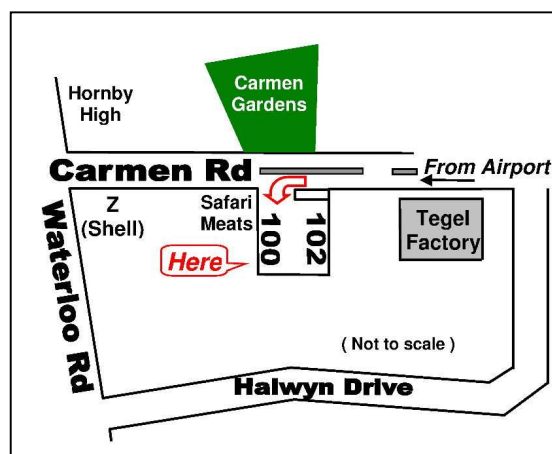 Hornby
High
Carmen
Gardens
Carmen Rd
From Airport
Z
(Shell)
Safari
Meats
100
102
Tegel
Factory
Here
Waterloo Rd
( Not to scale )
Halwyn Drive